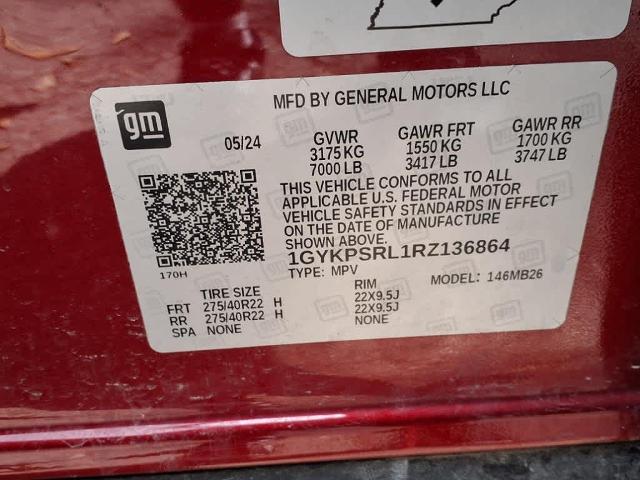 gm
MFD BY GENERAL MOTORS LLC
05/24 GVWR GAWR FRT GAWR RR
3175 KG 1550 KG 1700 KG
7000 LB 3417 LB 3747 LB
THIS VEHICLE CONFORMS TO ALL
APPLICABLE U.S. FEDERAL MOTOR
VEHICLE SAFETY STANDARDS IN EFFECT
ON THE DATE OF MANUFACTURE
SHOWN ABOVE.
1GYKPSRL1RZ136864
170H TYPE: MPV MODEL: 146MB26
TIRE SIZE RIM
FRT 275/40R22 H 22X9.5J
RR 275/40R22 H 22X9.5J
SPA NONE NONE